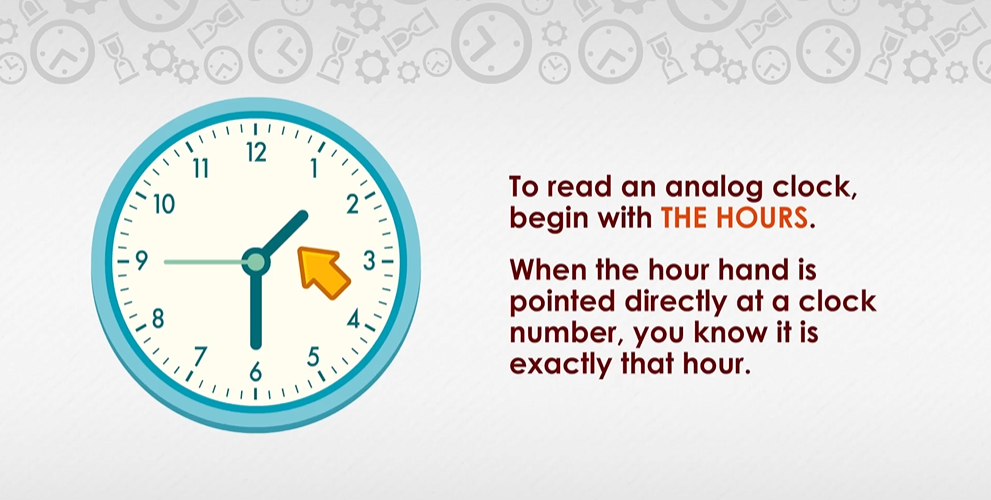 12
11
1
10
2
9
3
8
4
7
5
6
To read an analog clock,
begin with THE HOURS.
When the hour hand is
pointed directly at a clock
number, you know it is
exactly that hour.